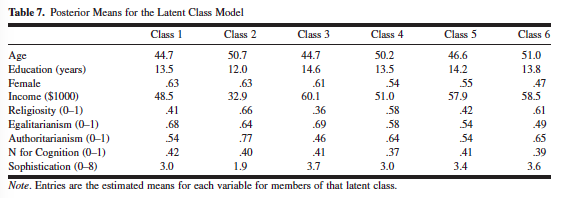 Table 7. Posterior Means for the Latent Class Model
Class 1 Class 2 Class 3 Class 4 Class 5 Class 6
Age 44.7 50.7 44.7 50.2 46.6 51.0
Education (years) 13.5 12.0 14.6 13.5 14.2 13.8
Female .63 .63 .61 .54 .55 .47
Income ($1000) 48.5 32.9 60.1 51.0 57.9 58.5
Religiosity (0–1) .41 .66 .36 .58 .42 .61
Egalitarianism (0–1) .68 .64 .69 .58 .54 .49
Authoritarianism (0–1) .54 .77 .46 .64 .54 .65
N for Cognition (0–1) .42 .40 .41 .37 .41 .39
Sophistication (0–8) 3.0 1.9 3.7 3.0 3.4 3.6
Note. Entries are the estimated means for each variable for members of that latent class.